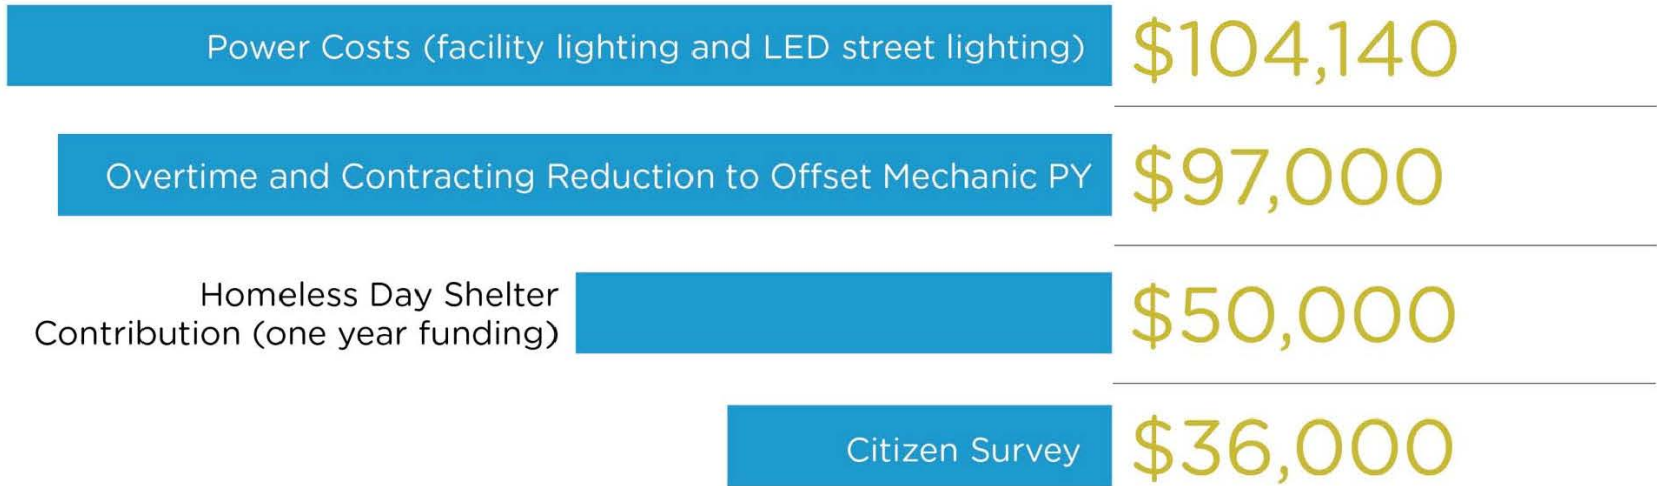 Power Costs (facility lighting and LED street lighting) $104,140
Overtime and Contracting Reduction to Offset Mechanic PY $97,000
Homeless Day Shelter
Contribution (one year funding) $50,000
Citizen Survey $36,000